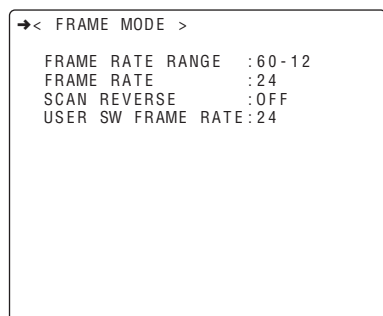 ➔< FRAME MODE >
FRAME RATE RANGE :60-12
FRAME RATE :24
SCAN REVERSE :OFF
USER SW FRAME RATE:24